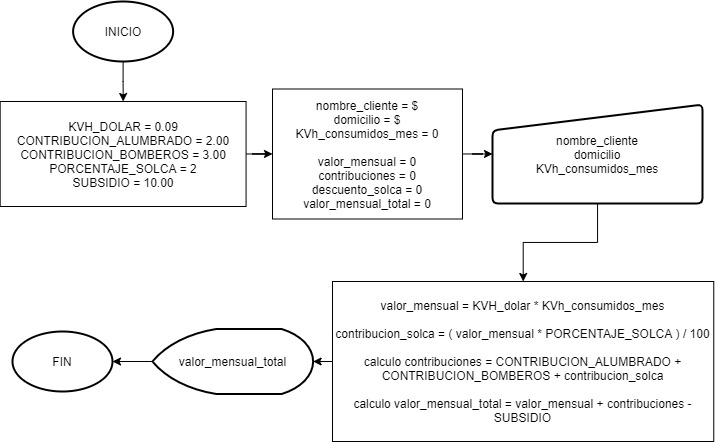 INICIO
KVH_DOLAR = 0.09
CONTRIBUCION_ALUMBRADO = 2.00
CONTRIBUCION_BOMBEROS = 3.00
PORCENTAJE_SOLCA = 2
SUBSIDIO = 10.00
nombre_cliente = $
domicilio = $
KVh_consumidos_mes = 0
valor_mensual = 0
contribuciones = 0
descuento_solca = 0
valor_mensual_total = 0
nombre_cliente
domicilio
KVh_consumidos_mes
valor_mensual = KVH_dolar * KVh_consumidos_mes
contribucion_solca = ( valor_mensual * PORCENTAJE_SOLCA ) / 100
calculo contribuciones = CONTRIBUCION_ALUMBRADO +
CONTRIBUCION_BOMBEROS + contribucion_solca
calculo valor_mensual_total = valor_mensual + contribuciones -
SUBSIDIO
valor_mensual_total
FIN